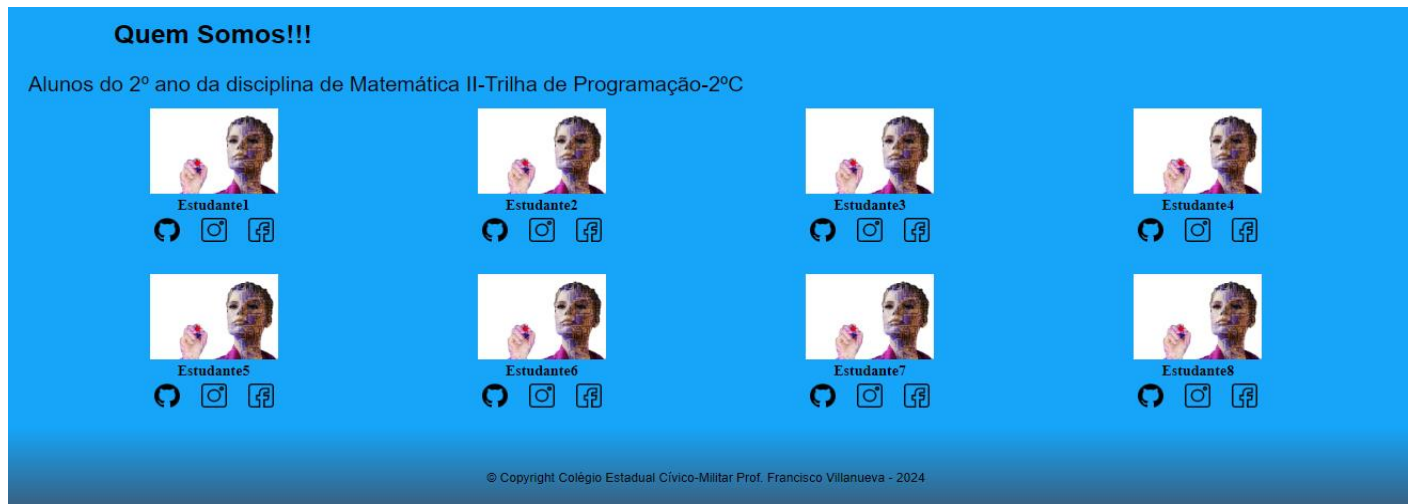 Quem Somos!!!
Alunos do 2º ano da disciplina de Matemática II-Trilha de Programação-2ºC
Estudante1
Estudante2
Estudante3
Estudante4
Estudante5
Estudante6
Estudante7
Estudante8
© Copyright Colégio Estadual Cívico-Militar Prof. Francisco Villanueva - 2024